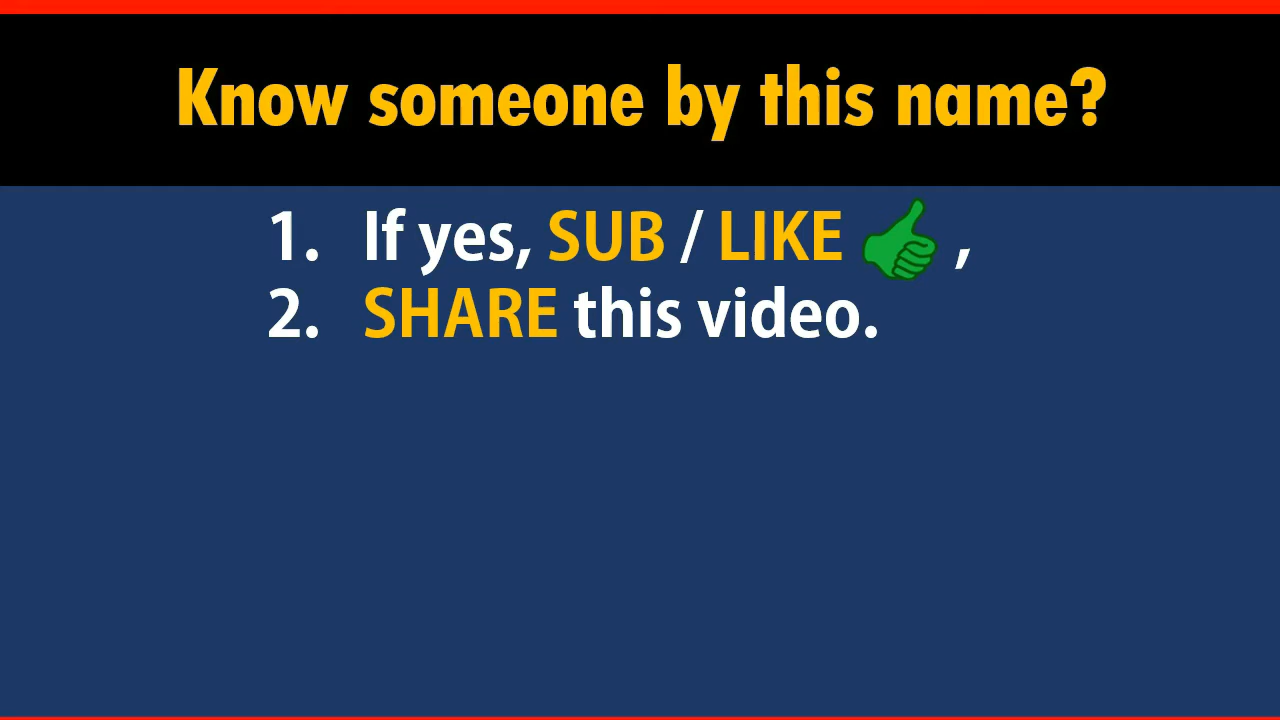 Know someone by this name?
1. If yes, SUB / LIKE ,
2. SHARE this video.